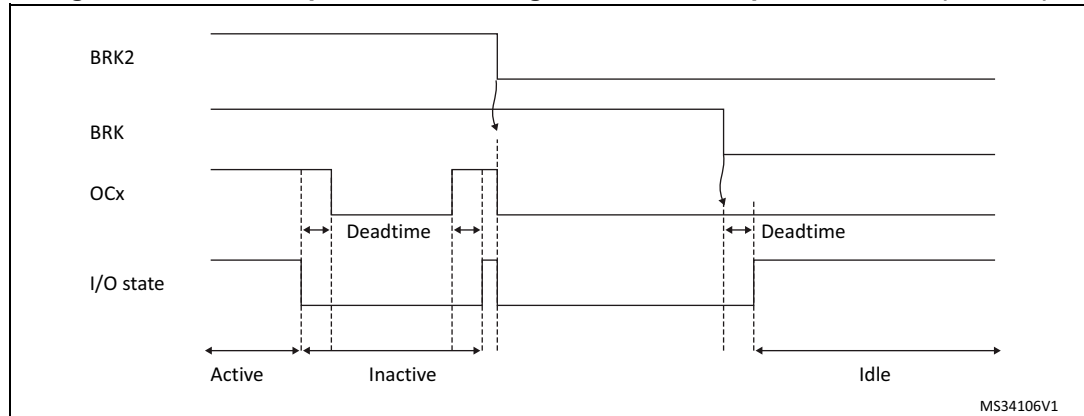 BRK2
BRK
OCx
Deadtime
Deadtime
I/O state
Active
Inactive
Idle
MS34106V1